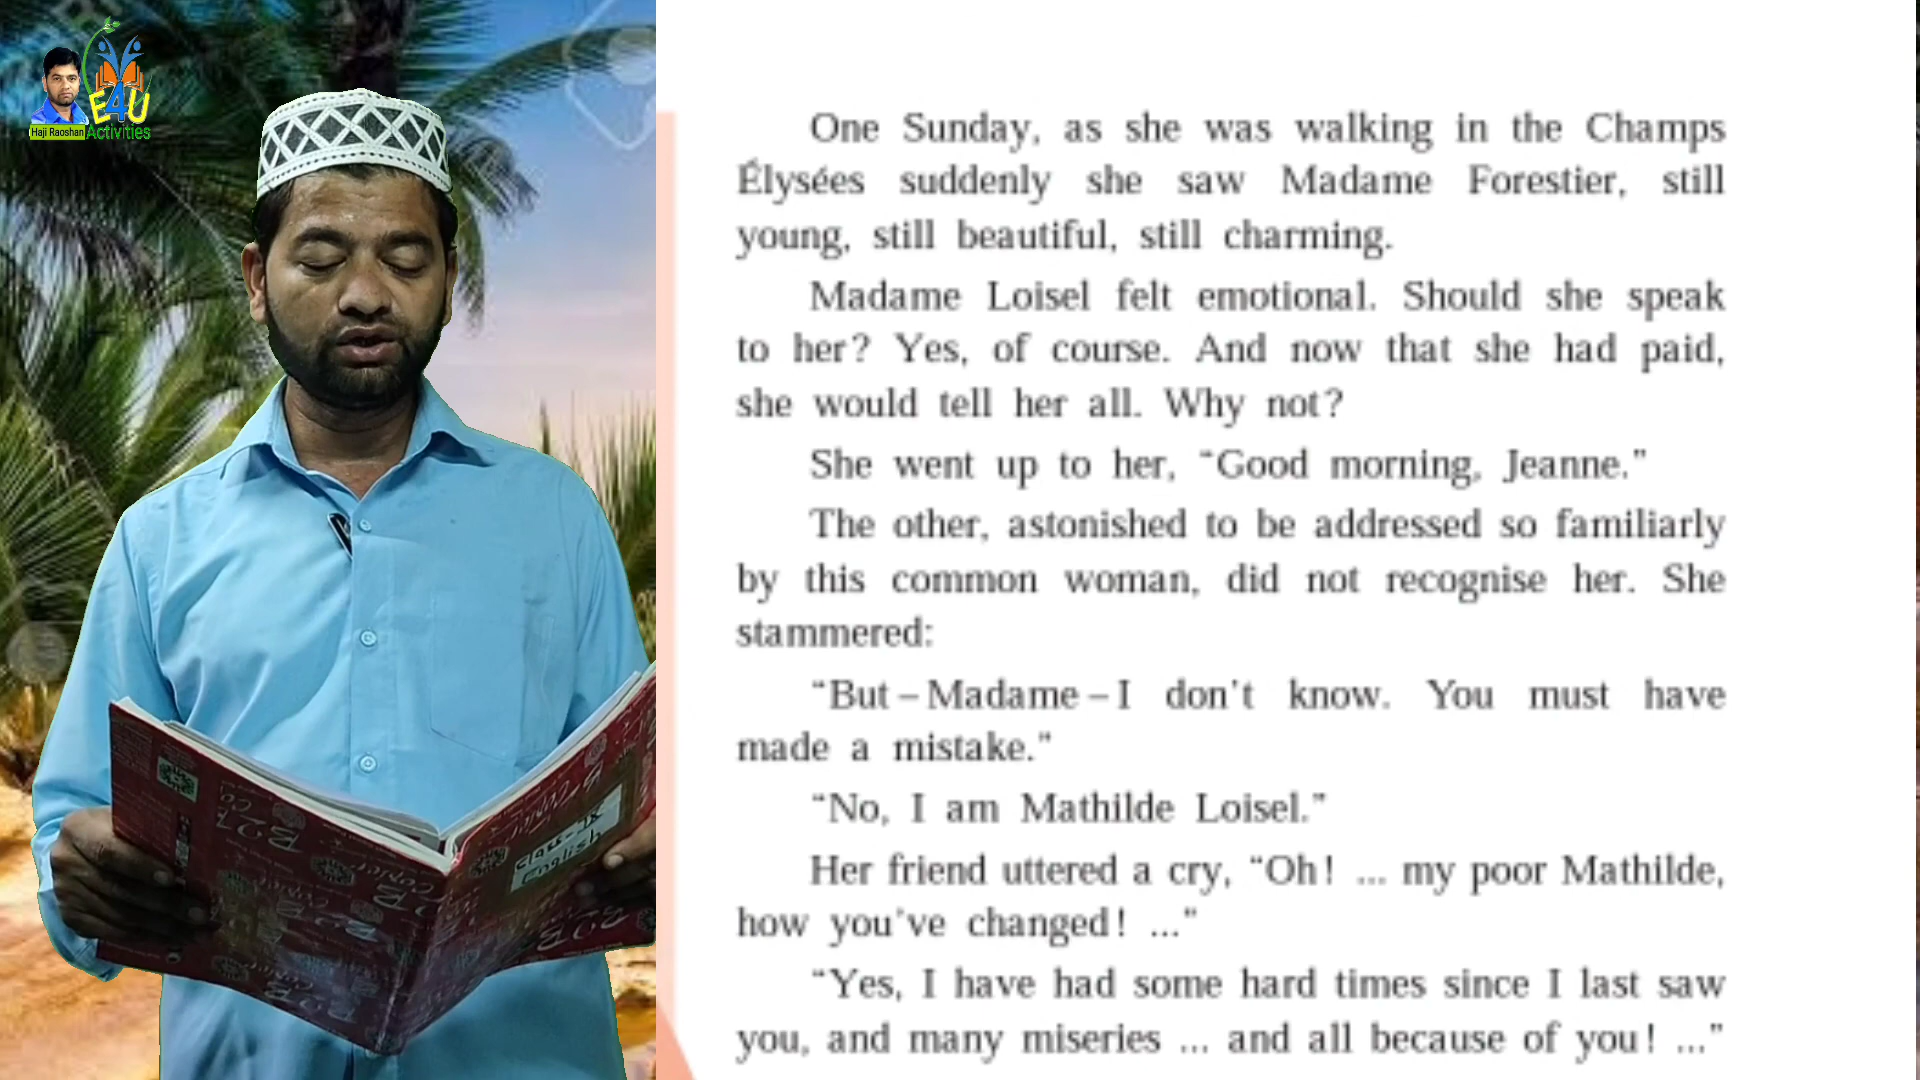 E4U
Haji Raoshan Activities
One Sunday, as she was walking in the Champs
Élysées suddenly she saw Madame Forestier, still
young, still beautiful, still charming.
Madame Loisel felt emotional. Should she speak
to her? Yes, of course. And now that she had paid,
she would tell her all. Why not?
She went up to her, “Good morning, Jeanne.”
The other, astonished to be addressed so familiarly
by this common woman, did not recognise her. She
stammered:
“But – Madame – I don’t know. You must have
made a mistake.”
“No, I am Mathilde Loisel.”
Her friend uttered a cry, “Oh! ... my poor Mathilde,
how you’ve changed! ...”
“Yes, I have had some hard times since I last saw
you, and many miseries ... and all because of you! ...”
Class - IX
English